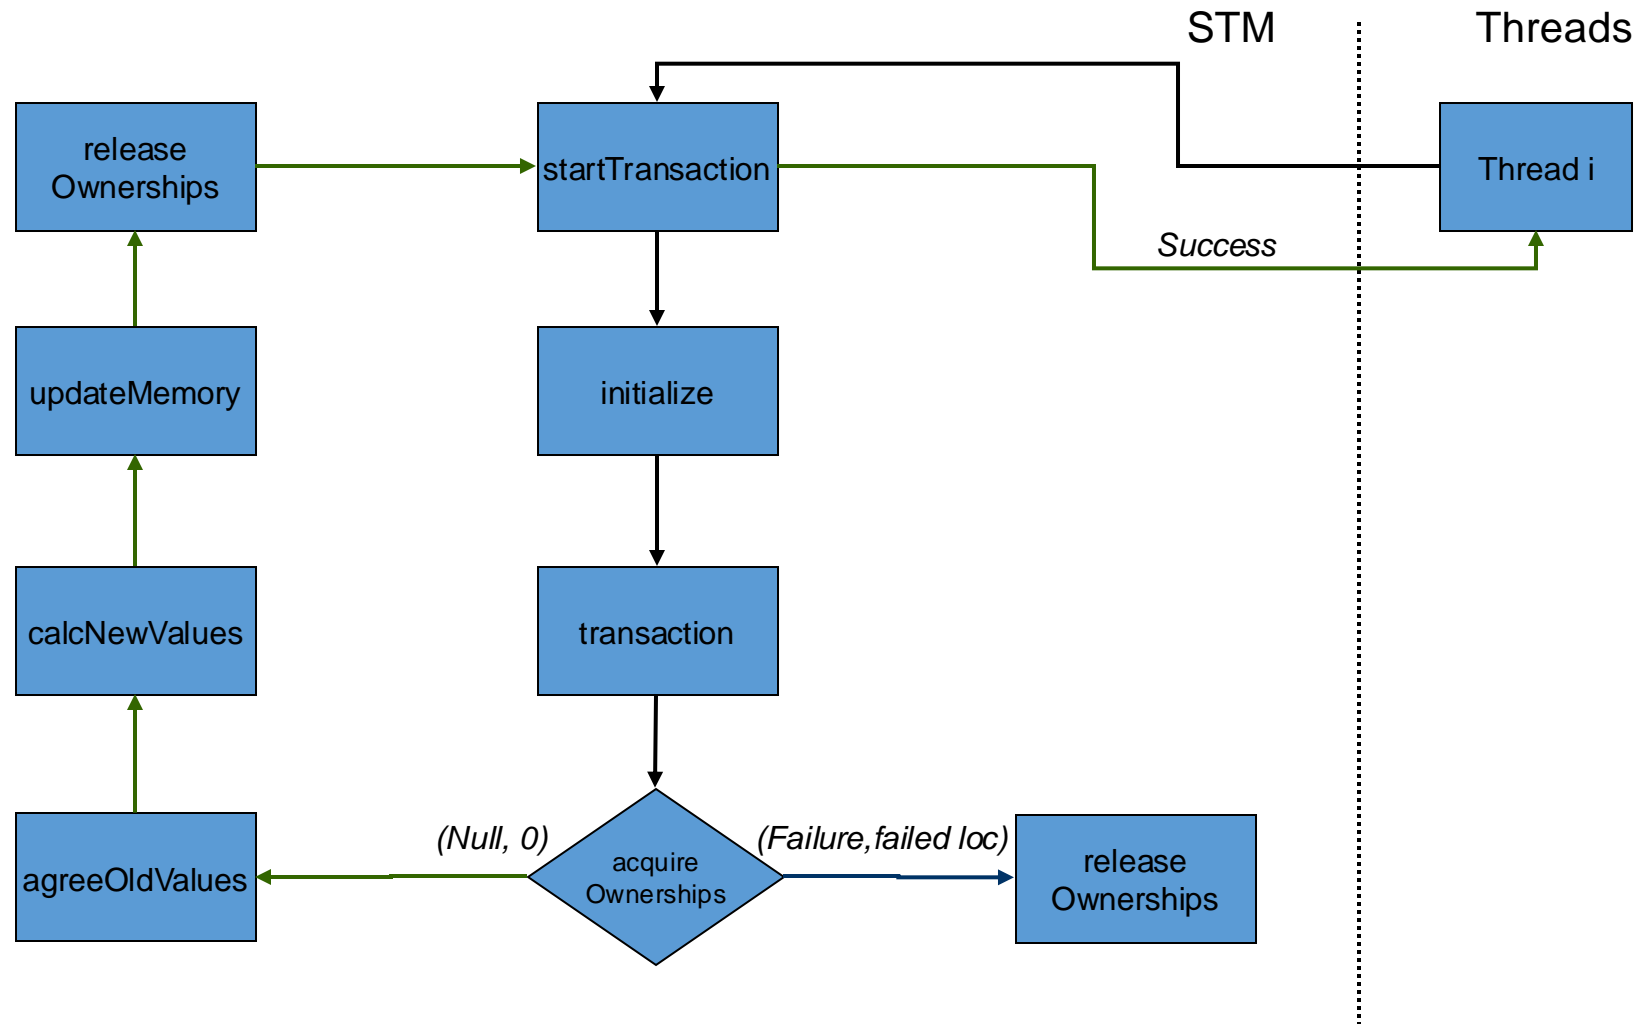 STM
Threads
release
Ownerships
startTransaction
Thread i
Success
updateMemory
initialize
calcNewValues
transaction
(Null, 0)
(Failure,failed loc)
agreeOldValues
acquire
Ownerships
release
Ownerships